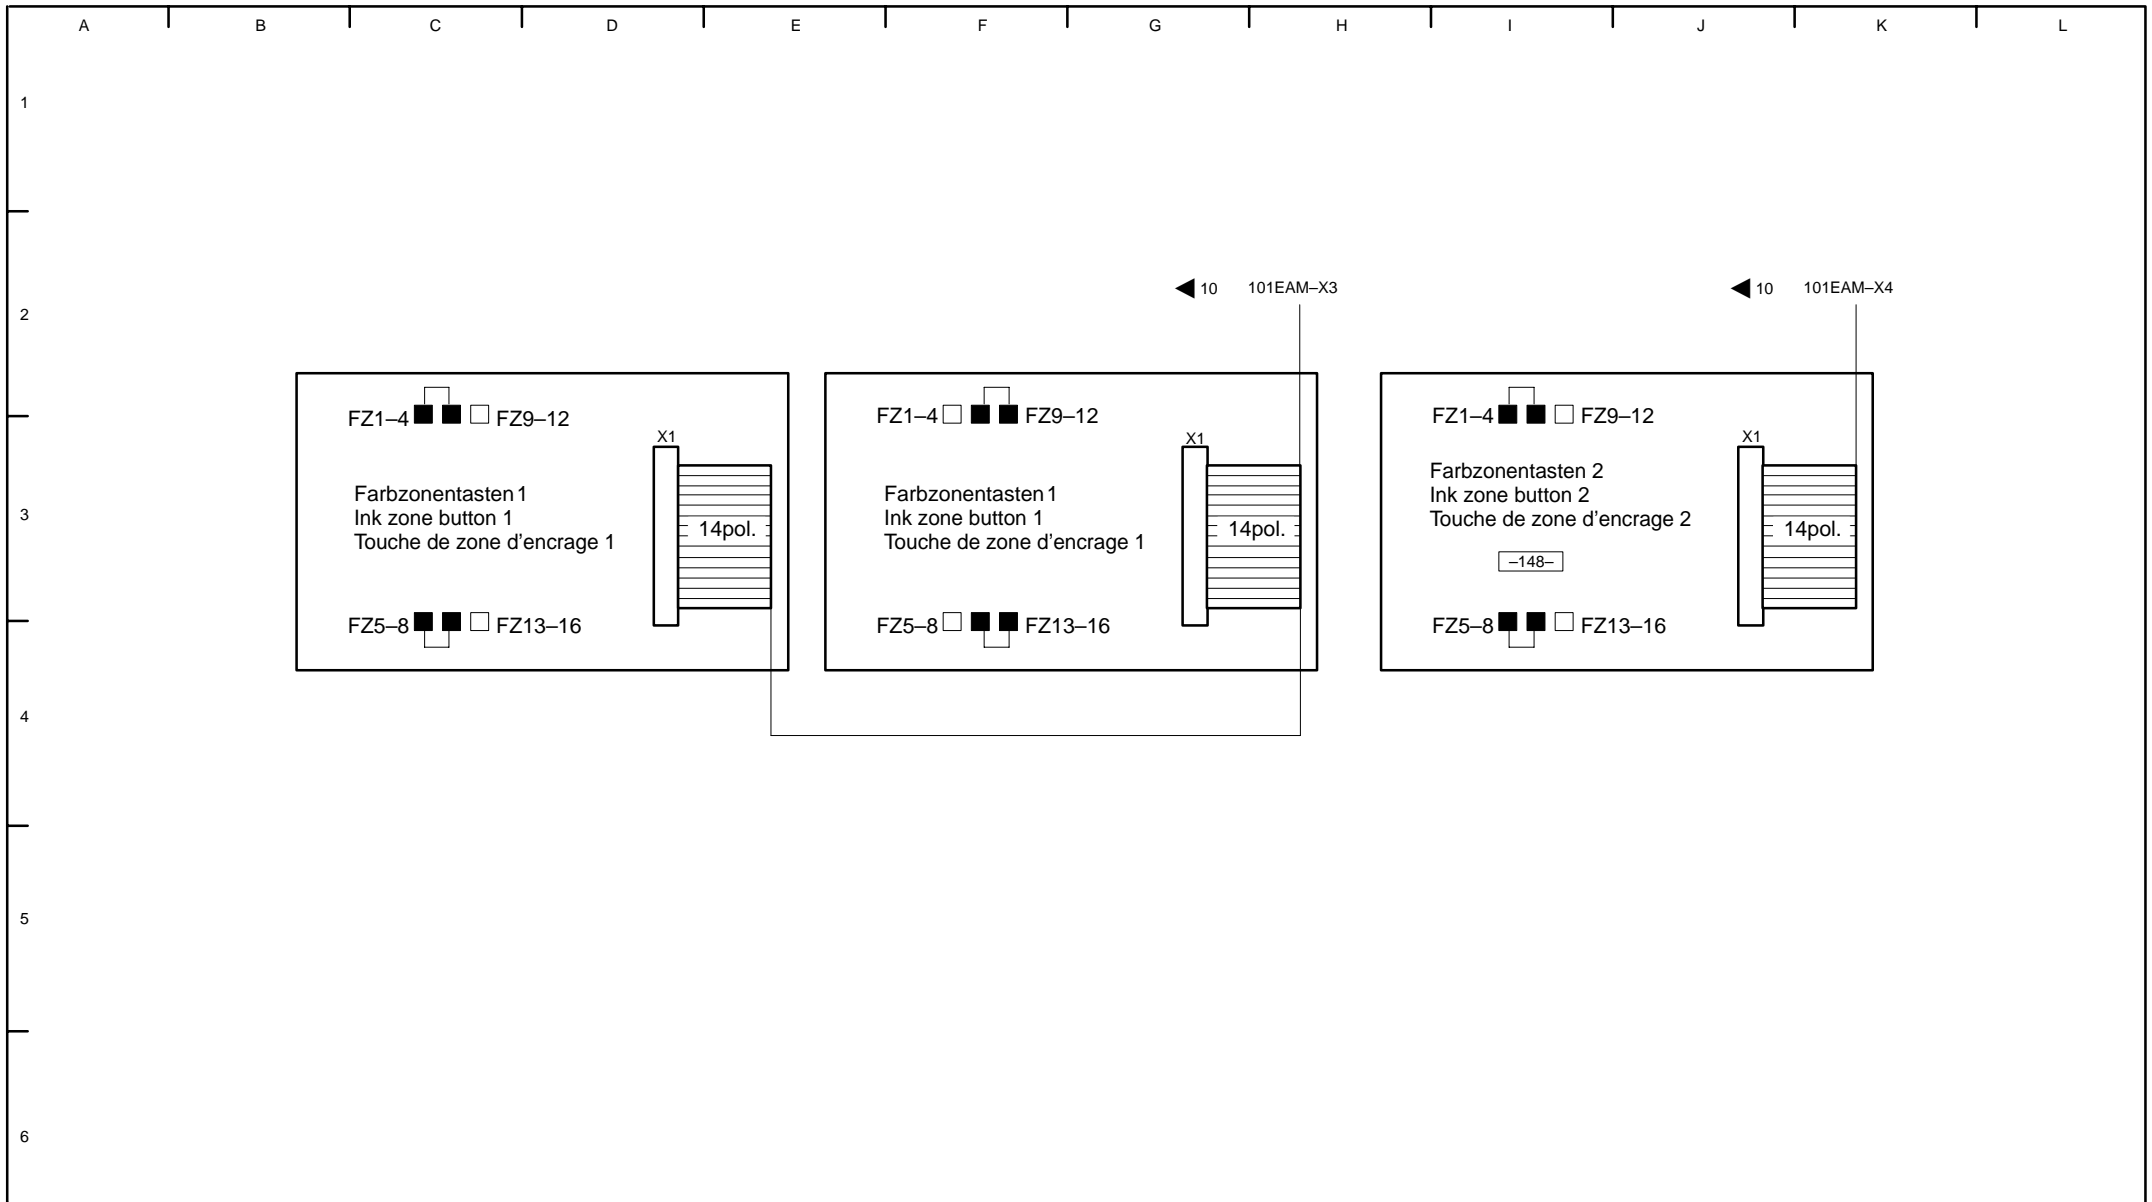 A B C D E F G H I J K L
1
2
3
4
5
6
10 101EAM–X3
10 101EAM–X4
FZ1–4 FZ9–12
X1
Farbzonentasten 1
Ink zone button 1
Touche de zone d’encrage 1
14pol.
FZ5–8 FZ13–16
FZ1–4 FZ9–12
X1
Farbzonentasten 1
Ink zone button 1
Touche de zone d’encrage 1
14pol.
FZ5–8 FZ13–16
FZ1–4 FZ9–12
X1
Farbzonentasten 2
Ink zone button 2
Touche de zone d’encrage 2
14pol.
–148–
FZ5–8 FZ13–16